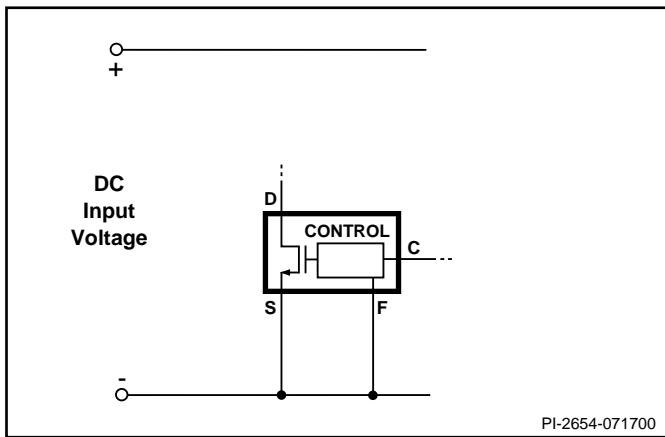 +
DC
Input
Voltage
D
CONTROL
C
S
F
-
PI-2654-071700